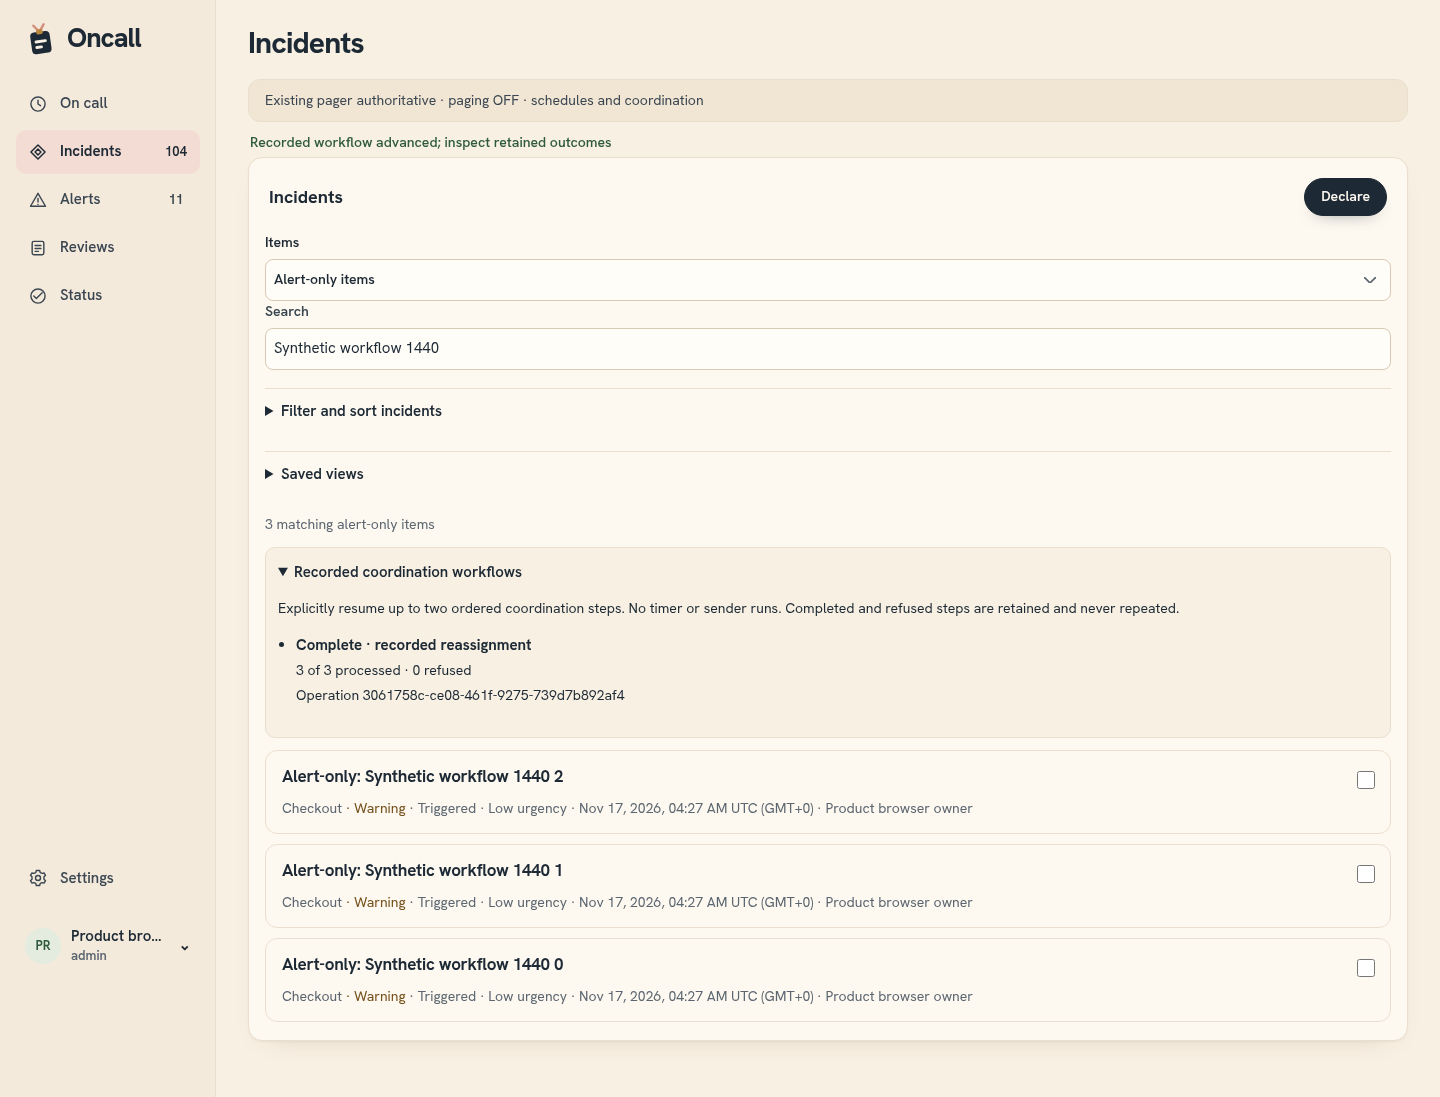 Oncall
On call
Incidents 104
Alerts 11
Reviews
Status
Settings
PR
Product bro...
admin
Incidents
Existing pager authoritative · paging OFF · schedules and coordination
Recorded workflow advanced; inspect retained outcomes
Incidents
Declare
Items
Alert-only items
Search
Synthetic workflow 1440
Filter and sort incidents
Saved views
3 matching alert-only items
Recorded coordination workflows
Explicitly resume up to two ordered coordination steps. No timer or sender runs. Completed and refused steps are retained and never repeated.
Complete · recorded reassignment
3 of 3 processed · 0 refused
Operation 3061758c-ce08-461f-9275-739d7b892af4
Alert-only: Synthetic workflow 1440 2
Checkout · Warning · Triggered · Low urgency · Nov 17, 2026, 04:27 AM UTC (GMT+0) · Product browser owner
Alert-only: Synthetic workflow 1440 1
Checkout · Warning · Triggered · Low urgency · Nov 17, 2026, 04:27 AM UTC (GMT+0) · Product browser owner
Alert-only: Synthetic workflow 1440 0
Checkout · Warning · Triggered · Low urgency · Nov 17, 2026, 04:27 AM UTC (GMT+0) · Product browser owner